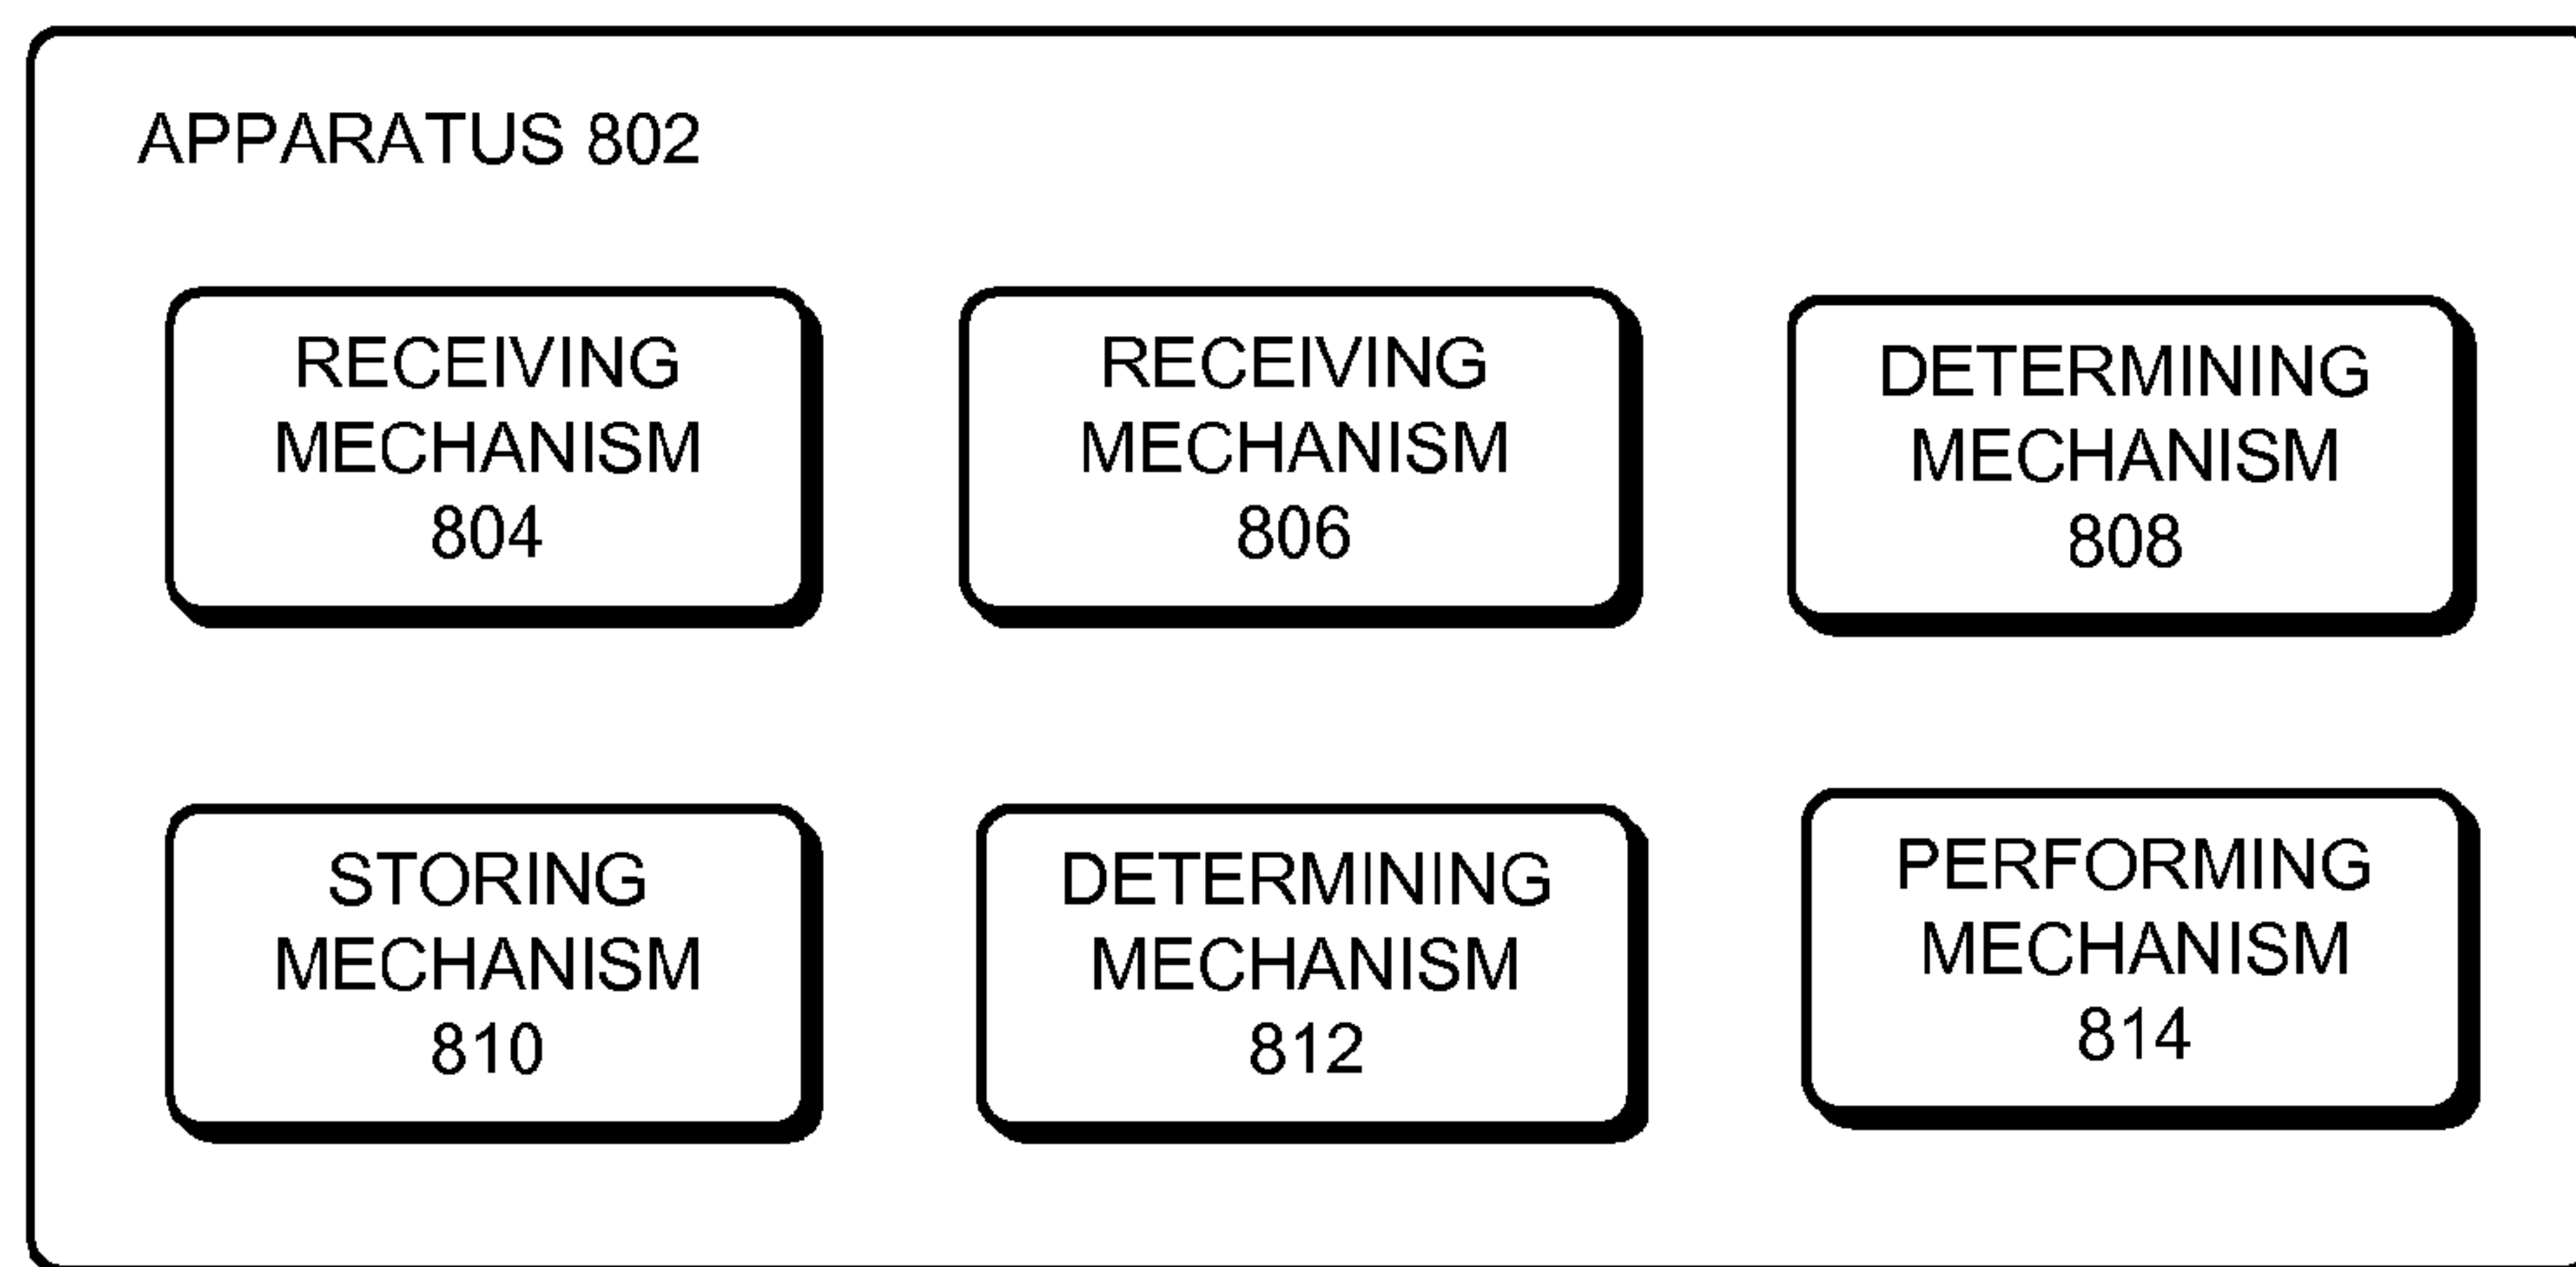 APPARATUS 802
RECEIVING
MECHANISM
804
RECEIVING
MECHANISM
806
DETERMINING
MECHANISM
808
STORING
MECHANISM
810
DETERMINING
MECHANISM
812
PERFORMING
MECHANISM
814